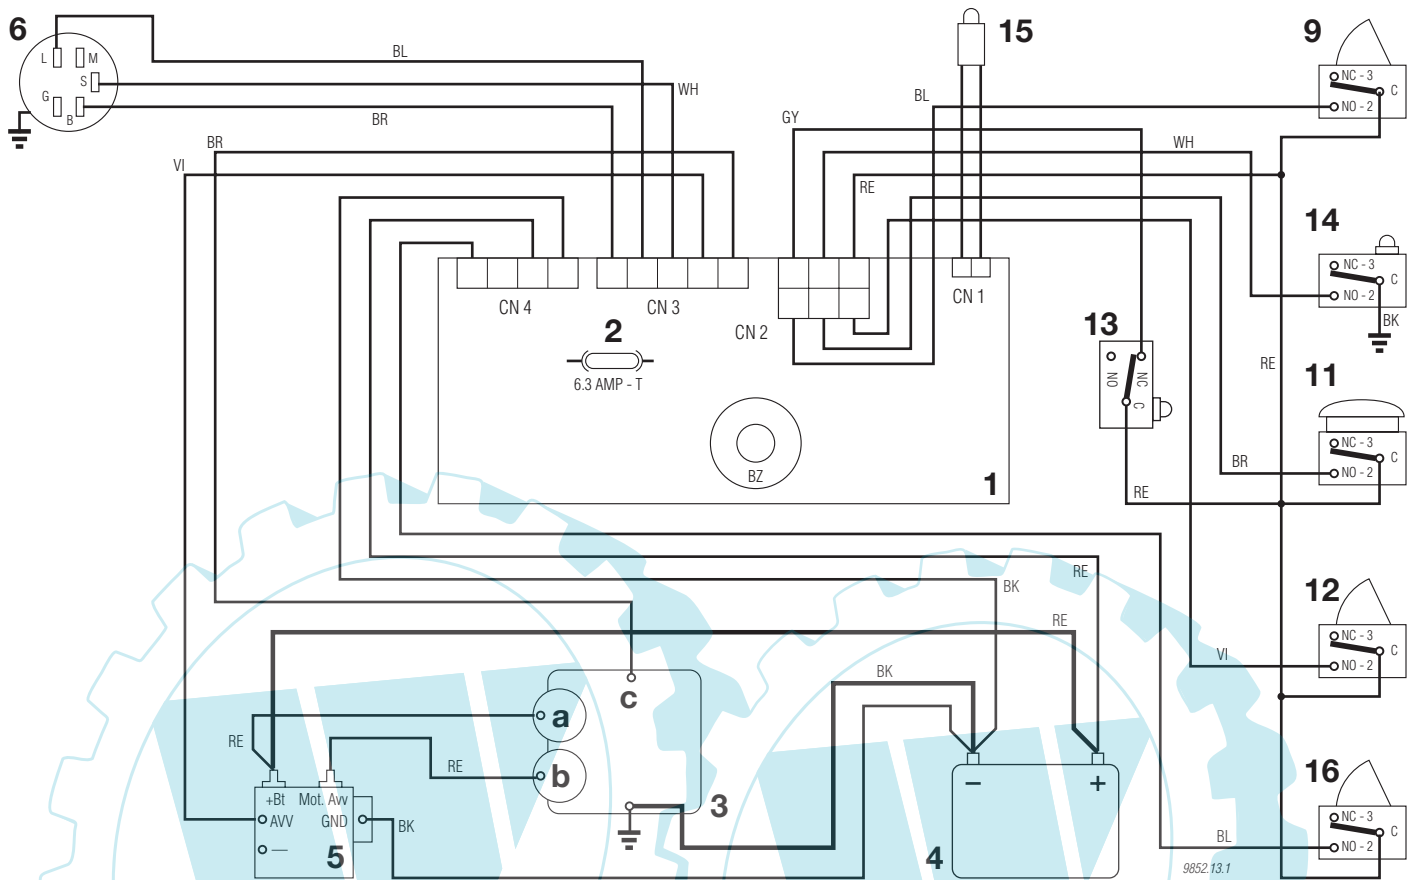 6
15
9
L
M
S
G
B
BL
WH
BR
BR
VI
GY
BL
WH
RE
NC - 3
C
NO - 2
14
NC - 3
C
NO - 2
BK
CN 4
CN 3
CN 2
CN 1
2
6.3 AMP - T
BZ
1
13
NO
NC
C
RE
RE
11
NC - 3
C
NO - 2
BR
RE
BK
RE
BK
12
NC - 3
C
NO - 2
VI
a
b
c
3
RE
RE
+Bt
Mot. Avv
AVV
GND
—
5
BK
−
+
4
16
NC - 3
C
NO - 2
BL
9852.13.1